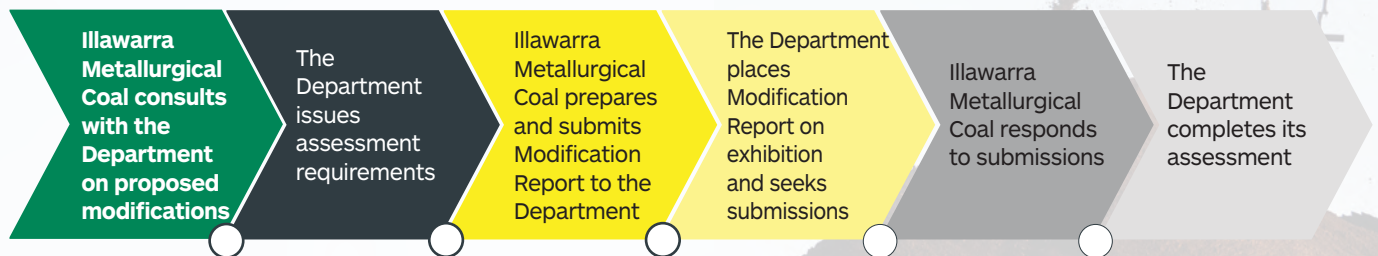 Illawarra
Metallurgical
Coal consults
with the
Department
on proposed
modifications
The
Department
issues
assessment
requirements
Illawarra
Metallurgical
Coal prepares
and submits
Modification
Report to the
Department
The Department
places
Modification
Report on
exhibition
and seeks
submissions
Illawarra
Metallurgical
Coal responds
to submissions
The
Department
completes its
assessment